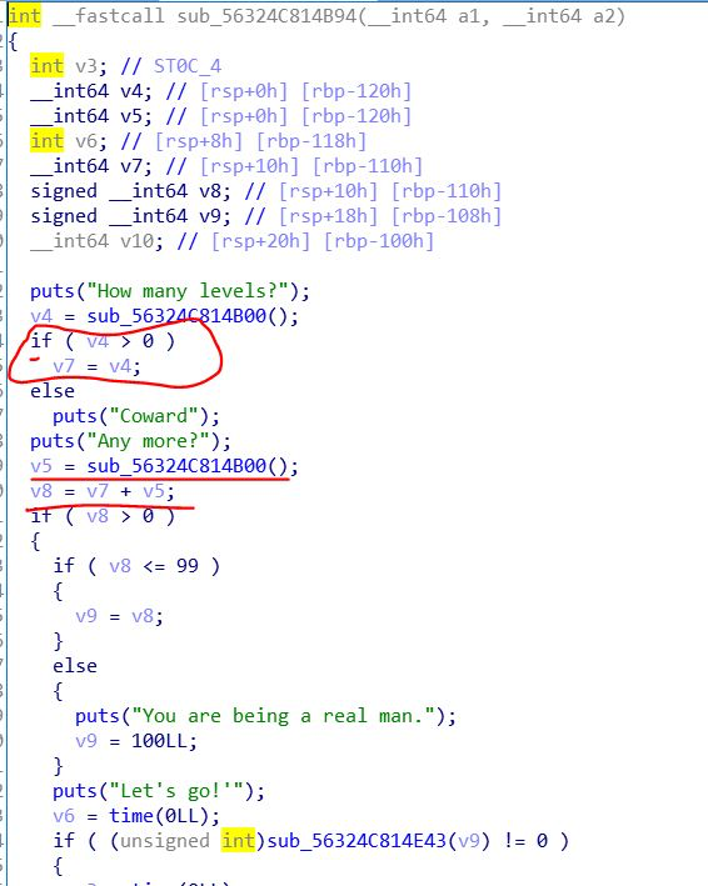 int __fastcall sub_56324C814B94(__int64 a1, __int64 a2)
{
int v3; // ST0C_4
__int64 v4; // [rsp+0h] [rbp-120h]
__int64 v5; // [rsp+0h] [rbp-120h]
int v6; // [rsp+8h] [rbp-118h]
__int64 v7; // [rsp+10h] [rbp-110h]
signed __int64 v8; // [rsp+10h] [rbp-110h]
signed __int64 v9; // [rsp+18h] [rbp-108h]
__int64 v10; // [rsp+20h] [rbp-100h]
puts("How many levels?");
v4 = sub_56324C814B00();
if ( v4 > 0 )
v7 = v4;
else
puts("Coward");
puts("Any more?");
v5 = sub_56324C814B00();
v8 = v7 + v5;
if ( v8 > 0 )
{
if ( v8 <= 99 )
{
v9 = v8;
}
else
{
puts("You are being a real man.");
v9 = 100LL;
}
puts("Let's go!'");
v6 = time(0LL);
if ( (unsigned int)sub_56324C814E43(v9) != 0 )
{